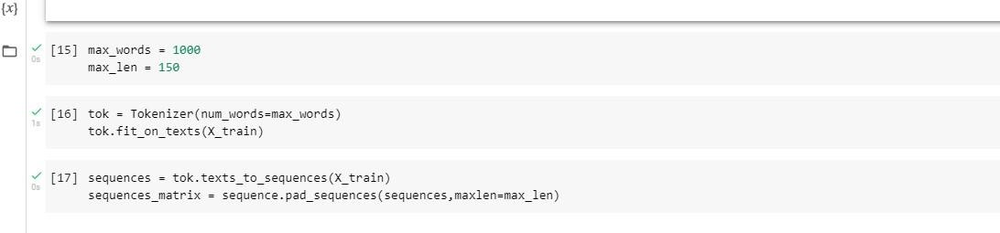 {x}
[15] max_words = 1000
0s
max_len = 150
[16] tok = Tokenizer(num_words=max_words)
1s
tok.fit_on_texts(X_train)
[17] sequences = tok.texts_to_sequences(X_train)
0s
sequences_matrix = sequence.pad_sequences(sequences,maxlen=max_len)